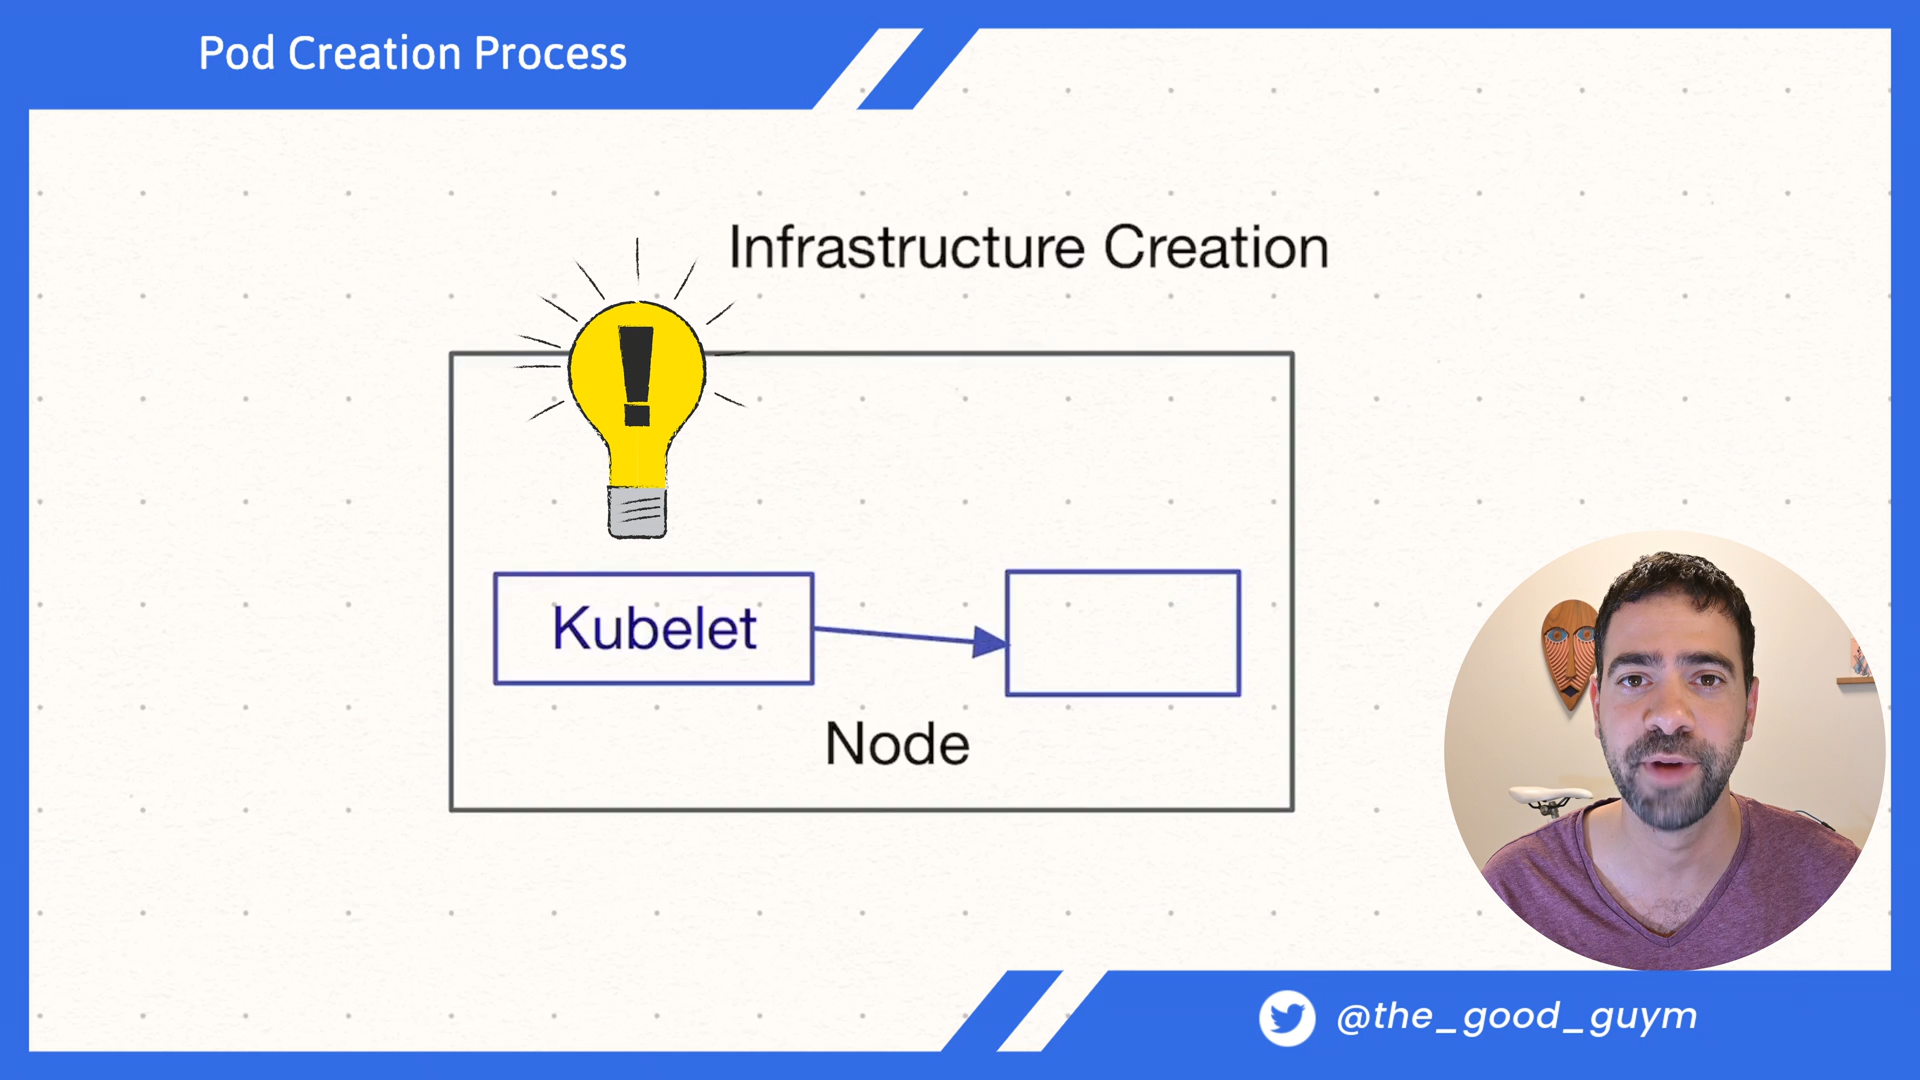 Pod Creation Process
Infrastructure Creation
!
Kubelet
Node
@the_good_guym